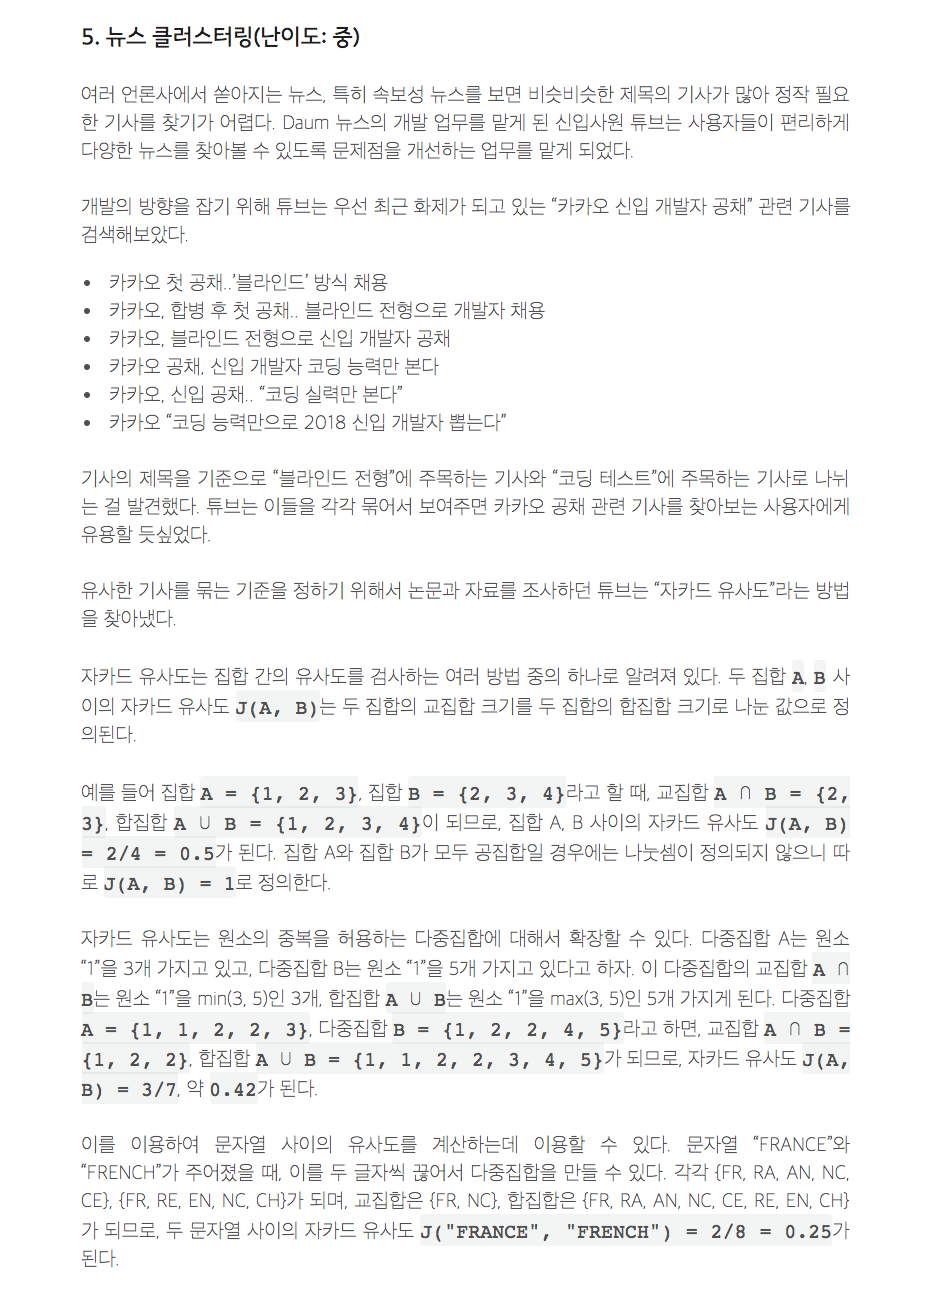 5. 뉴스 클러스터링(난이도: 중)
여러 언론사에서 쏟아지는 뉴스, 특히 속보성 뉴스를 보면 비슷비슷한 제목의 기사가 많아 정작 필요
한 기사를 찾기가 어렵다. Daum 뉴스의 개발 업무를 맡게 된 신입사원 튜브는 사용자들이 편리하게
다양한 뉴스를 찾아볼 수 있도록 문제점을 개선하는 업무를 맡게 되었다.
개발의 방향을 잡기 위해 튜브는 우선 최근 화제가 되고 있는 “카카오 신입 개발자 공채” 관련 기사를
검색해보았다.
• 카카오 첫 공채..’블라인드’ 방식 채용
• 카카오, 합병 후 첫 공채.. 블라인드 전형으로 개발자 채용
• 카카오, 블라인드 전형으로 신입 개발자 공채
• 카카오 공채, 신입 개발자 코딩 능력만 본다
• 카카오, 신입 공채.. “코딩 실력만 본다”
• 카카오 “코딩 능력만으로 2018 신입 개발자 뽑는다”
기사의 제목을 기준으로 “블라인드 전형”에 주목하는 기사와 “코딩 테스트”에 주목하는 기사로 나뉘
는 걸 발견했다. 튜브는 이들을 각각 묶어서 보여주면 카카오 공채 관련 기사를 찾아보는 사용자에게
유용할 듯싶었다.
유사한 기사를 묶는 기준을 정하기 위해서 논문과 자료를 조사하던 튜브는 “자카드 유사도”라는 방법
을 찾아냈다.
자카드 유사도는 집합 간의 유사도를 검사하는 여러 방법 중의 하나로 알려져 있다. 두 집합 A, B 사
이의 자카드 유사도 J(A, B)는 두 집합의 교집합 크기를 두 집합의 합집합 크기로 나눈 값으로 정
의된다.
예를 들어 집합 A = {1, 2, 3}, 집합 B = {2, 3, 4}라고 할 때, 교집합 A ∩ B = {2,
3}, 합집합 A ∪ B = {1, 2, 3, 4}이 되므로, 집합 A, B 사이의 자카드 유사도 J(A, B)
= 2/4 = 0.5가 된다. 집합 A와 집합 B가 모두 공집합일 경우에는 나눗셈이 정의되지 않으니 따
로 J(A, B) = 1로 정의한다.
자카드 유사도는 원소의 중복을 허용하는 다중집합에 대해서 확장할 수 있다. 다중집합 A는 원소
“1”을 3개 가지고 있고, 다중집합 B는 원소 “1”을 5개 가지고 있다고 하자. 이 다중집합의 교집합 A ∩
B는 원소 “1”을 min(3, 5)인 3개, 합집합 A ∪ B는 원소 “1”을 max(3, 5)인 5개 가지게 된다. 다중집합
A = {1, 1, 2, 2, 3}, 다중집합 B = {1, 2, 2, 4, 5}라고 하면, 교집합 A ∩ B =
{1, 2, 2}, 합집합 A ∪ B = {1, 1, 2, 2, 3, 4, 5}가 되므로, 자카드 유사도 J(A,
B) = 3/7, 약 0.42가 된다.
이를 이용하여 문자열 사이의 유사도를 계산하는데 이용할 수 있다. 문자열 “FRANCE”와
“FRENCH”가 주어졌을 때, 이를 두 글자씩 끊어서 다중집합을 만들 수 있다. 각각 {FR, RA, AN, NC,
CE}, {FR, RE, EN, NC, CH}가 되며, 교집합은 {FR, NC}, 합집합은 {FR, RA, AN, NC, CE, RE, EN, CH}
가 되므로, 두 문자열 사이의 자카드 유사도 J("FRANCE", "FRENCH") = 2/8 = 0.25가
된다.